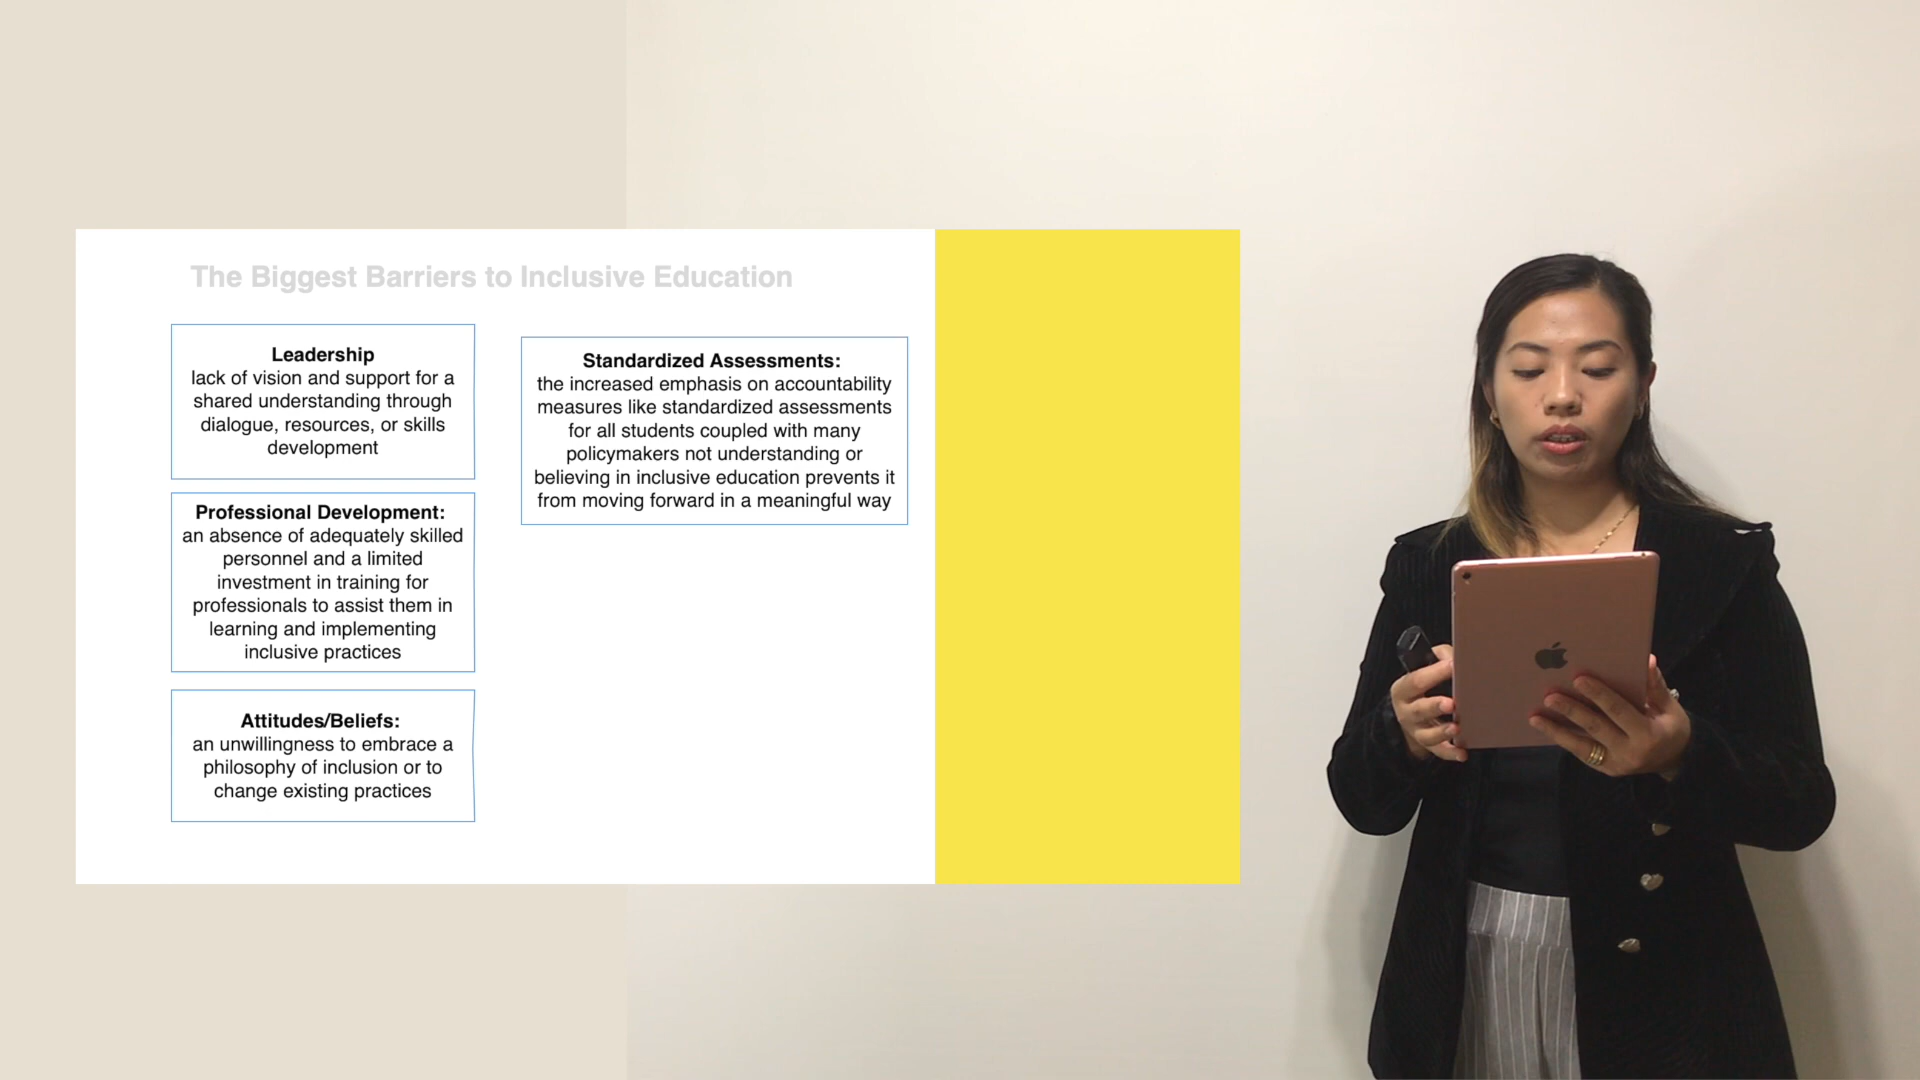 The Biggest Barriers to Inclusive Education
Leadership
lack of vision and support for a
shared understanding through
dialogue, resources, or skills
development
Professional Development:
an absence of adequately skilled
personnel and a limited
investment in training for
professionals to assist them in
learning and implementing
inclusive practices
Attitudes/Beliefs:
an unwillingness to embrace a
philosophy of inclusion or to
change existing practices
Standardized Assessments:
the increased emphasis on accountability
measures like standardized assessments
for all students coupled with many
policymakers not understanding or
believing in inclusive education prevents it
from moving forward in a meaningful way